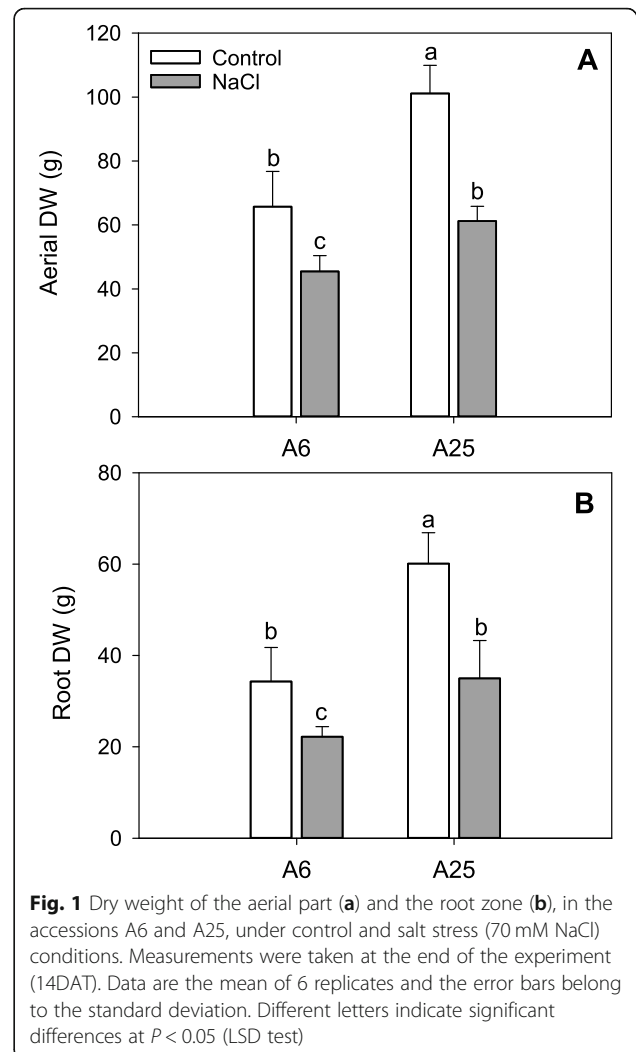 120
Control
NaCl
A
a
100
b
80
b
c
60
40
20
0
Aerial DW (g)
A6 A25
80
B
a
60
b
b
40
c
20
0
Root DW (g)
A6 A25
Fig. 1 Dry weight of the aerial part (a) and the root zone (b), in the
accessions A6 and A25, under control and salt stress (70 mM NaCl)
conditions. Measurements were taken at the end of the experiment
(14DAT). Data are the mean of 6 replicates and the error bars belong
to the standard deviation. Different letters indicate significant
differences at P < 0.05 (LSD test)